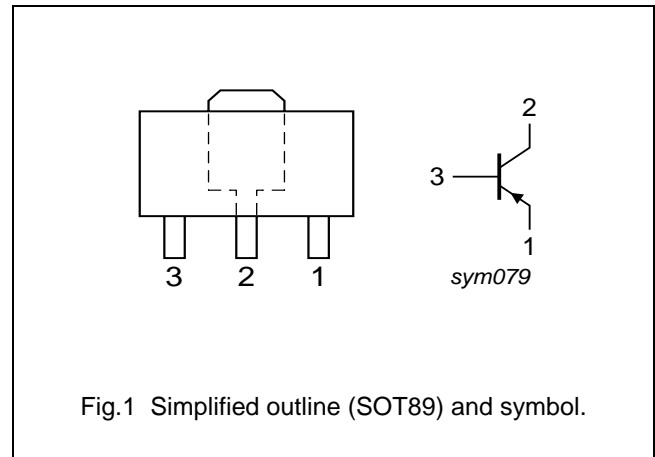 2
3
1
3 2 1
sym079
Fig.1 Simplified outline (SOT89) and symbol.